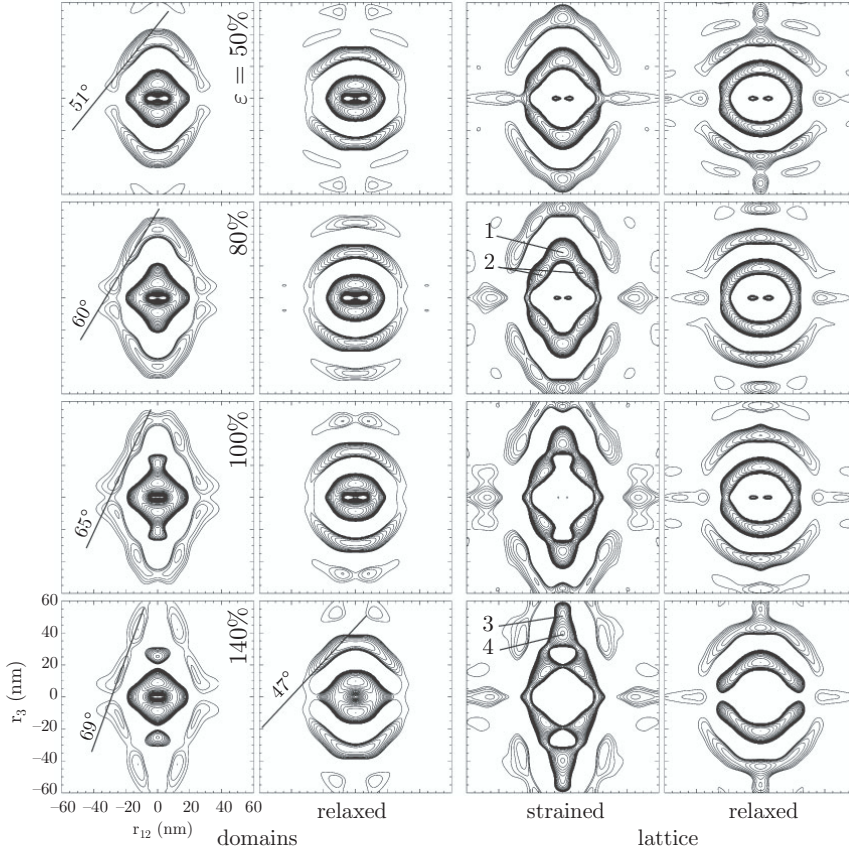 51°
ε = 50%
60°
80%
1
2
65°
100%
69°
140%
47°
3
4
60
40
20
0
−20
−40
−60
r₃ (nm)
−60 −40 −20 0 20 40 60
r₁₂ (nm)
relaxed
strained
relaxed
domains
lattice